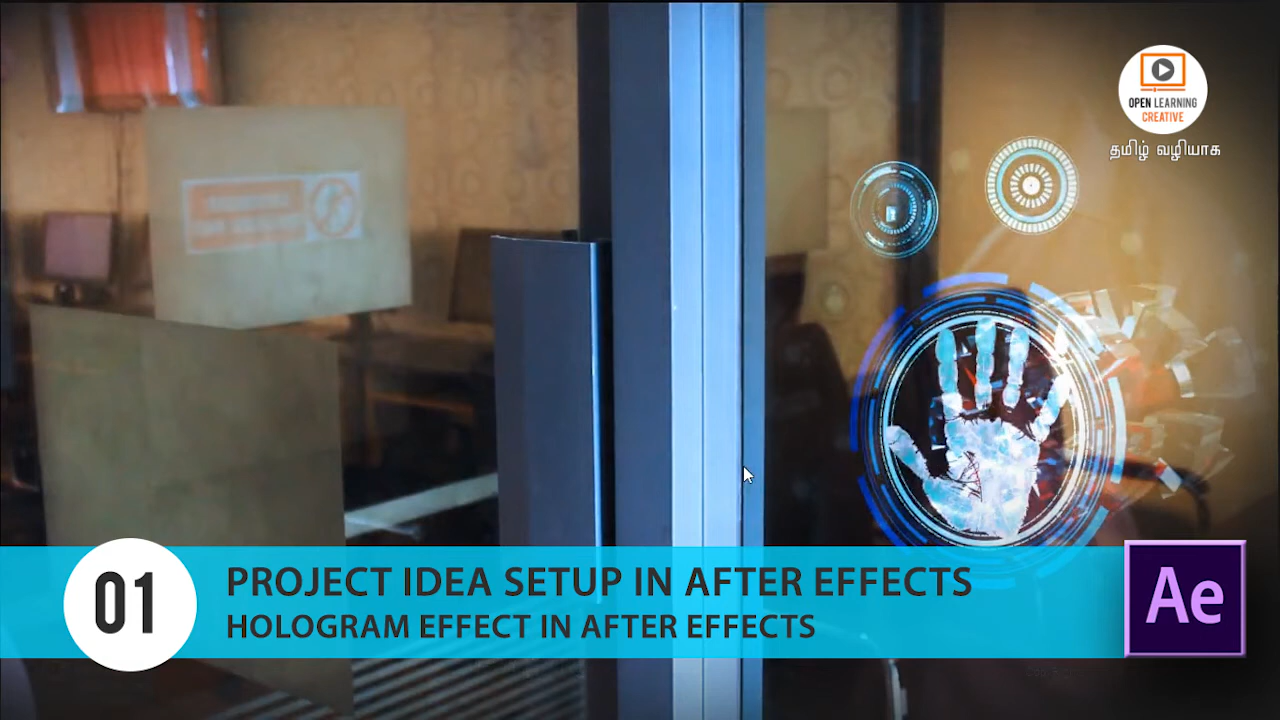 OPEN LEARNING
CREATIVE
தமிழ் வழியாக
01
PROJECT IDEA SETUP IN AFTER EFFECTS
HOLOGRAM EFFECT IN AFTER EFFECTS
Ae